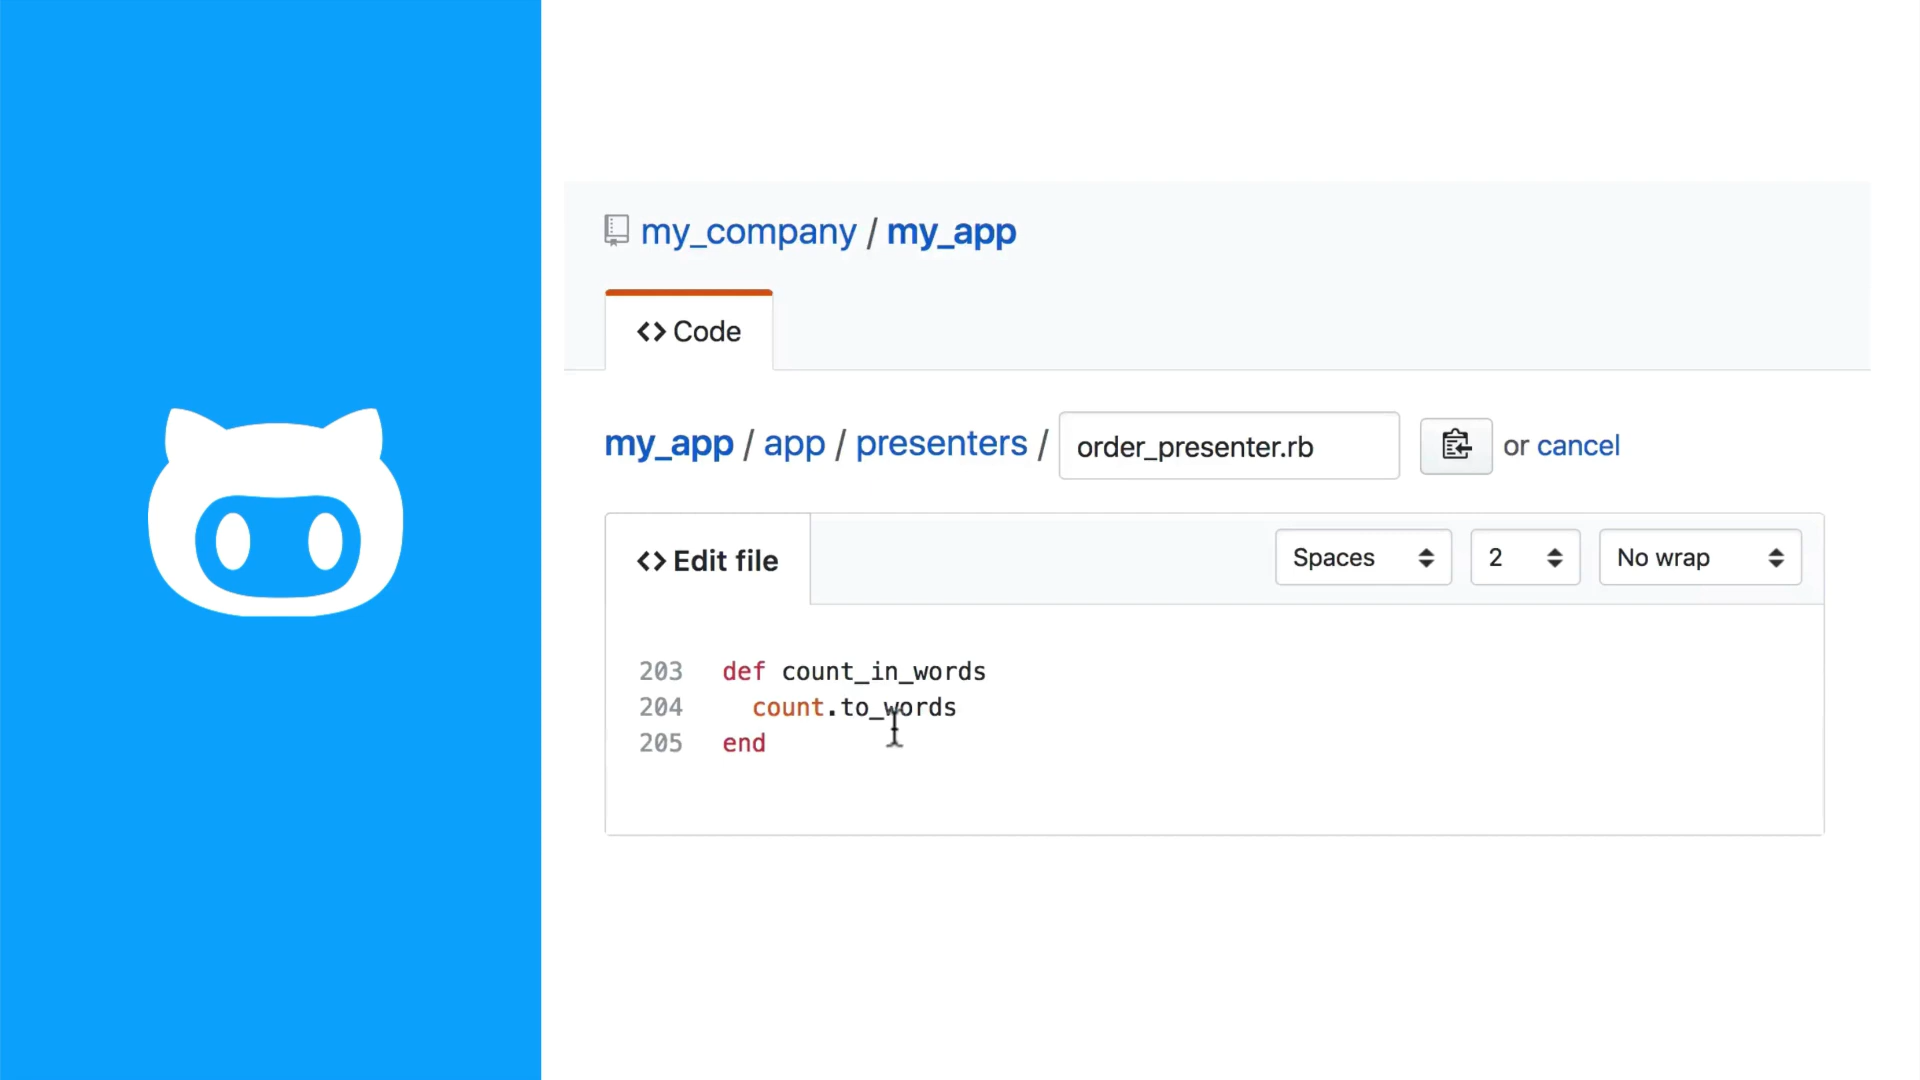 my_company / my_app
<> Code
my_app / app / presenters / order_presenter.rb or cancel
<> Edit file Spaces 2 No wrap
203 def count_in_words
204 count.to_words
205 end